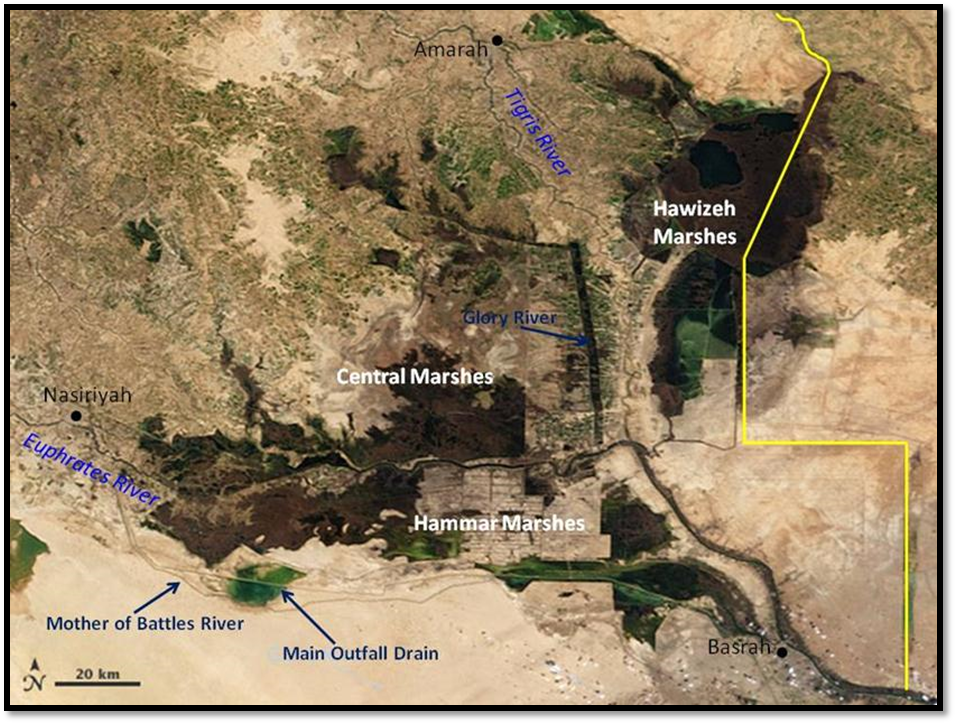 Amarah
Tigris River
Hawizeh
Marshes
Glory River
Central Marshes
Nasiriyah
Euphrates River
Hammar Marshes
Mother of Battles River
Main Outfall Drain
Basrah
N
20 km